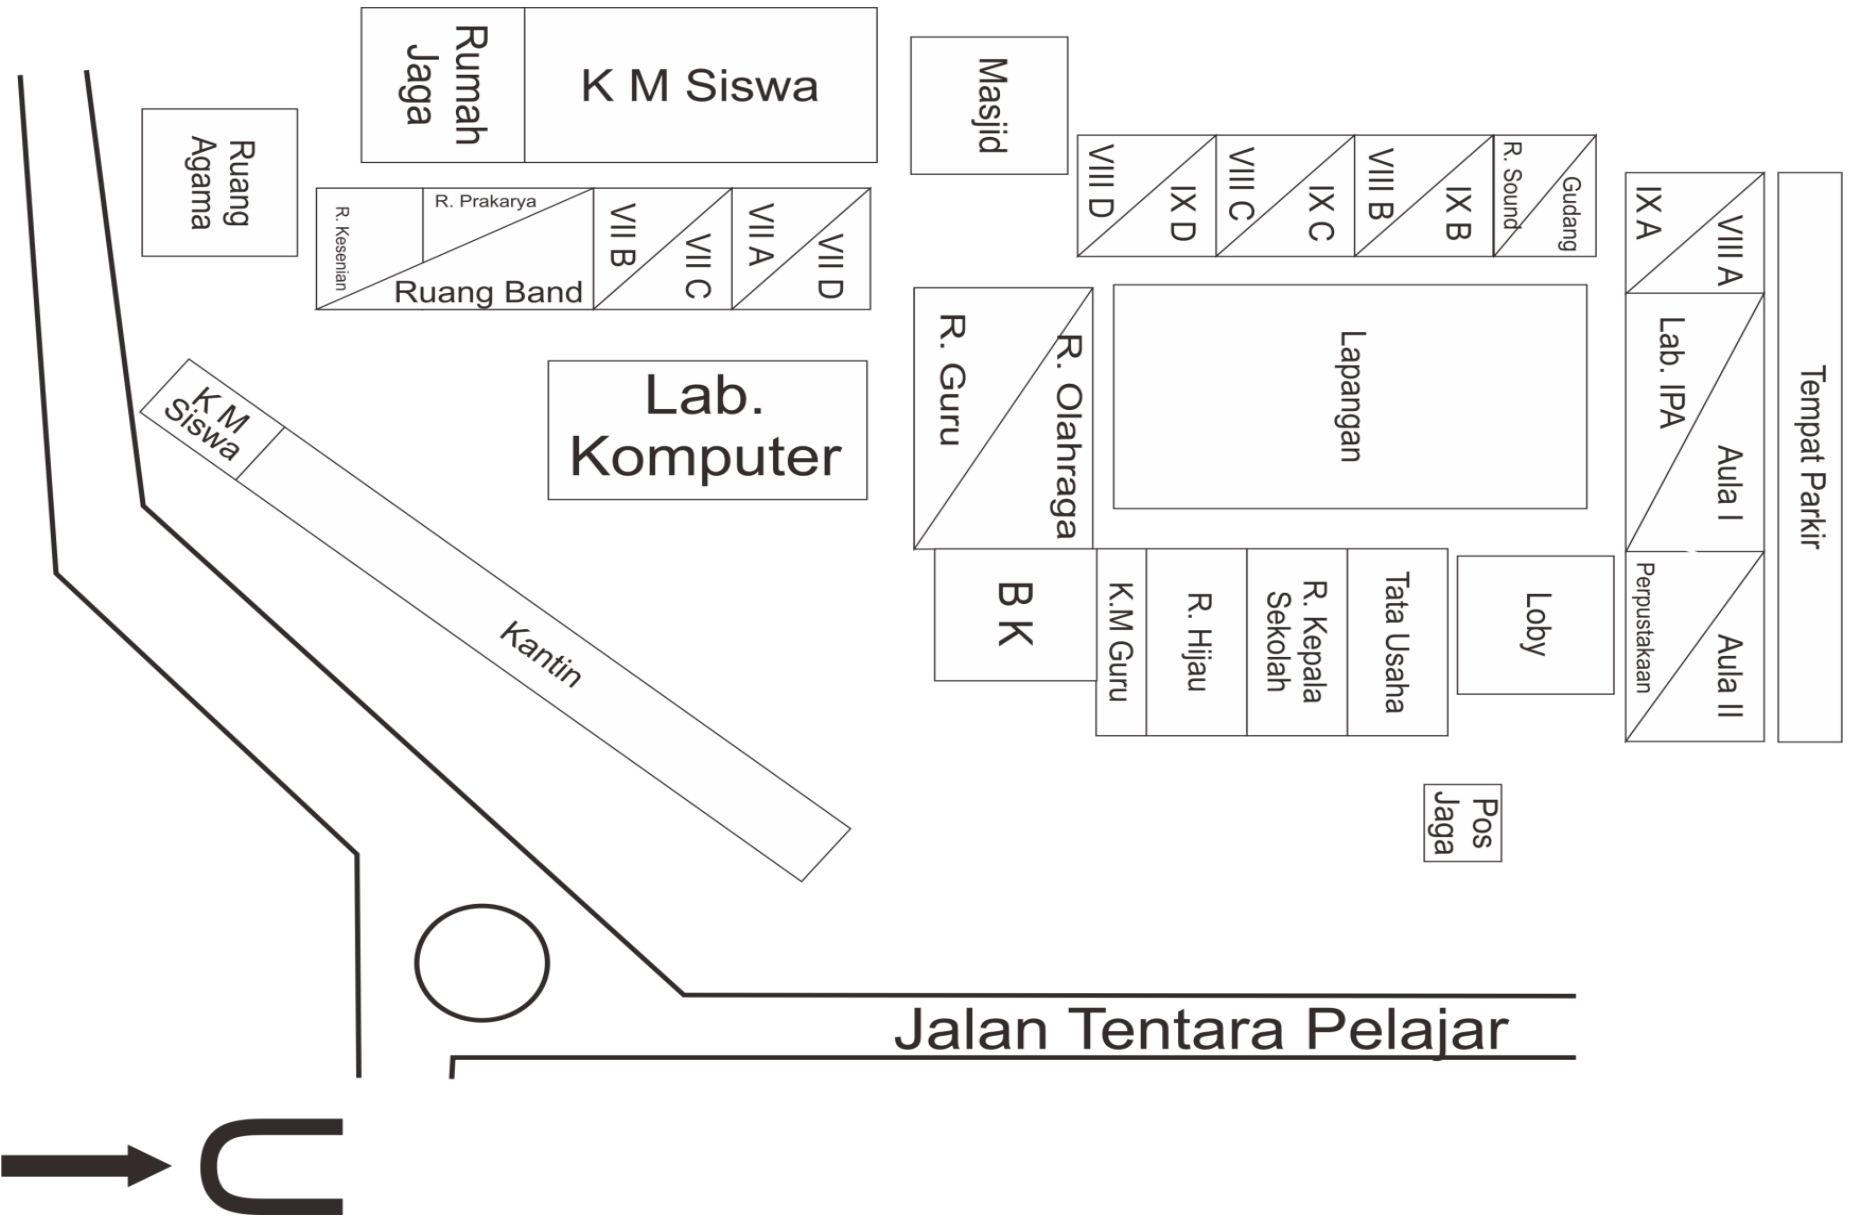 Rumah
Jaga
K M Siswa
Masjid
Ruang
Agama
R. Kesenian
R. Prakarya
Ruang Band
VII B
VII C
VII A
VII D
VIII D
IX D
VIII C
IX C
VIII B
IX B
R. Sound
Gudang
IX A
VIII A
Tempat Parkir
K M
Siswa
Lab.
Komputer
R. Guru
R. Olahraga
Lapangan
Lab. IPA
Aula I
Kantin
B K
K.M Guru
R. Hijau
R. Kepala
Sekolah
Tata Usaha
Loby
Perpustakaan
Aula II
Pos
Jaga
Jalan Tentara Pelajar
U